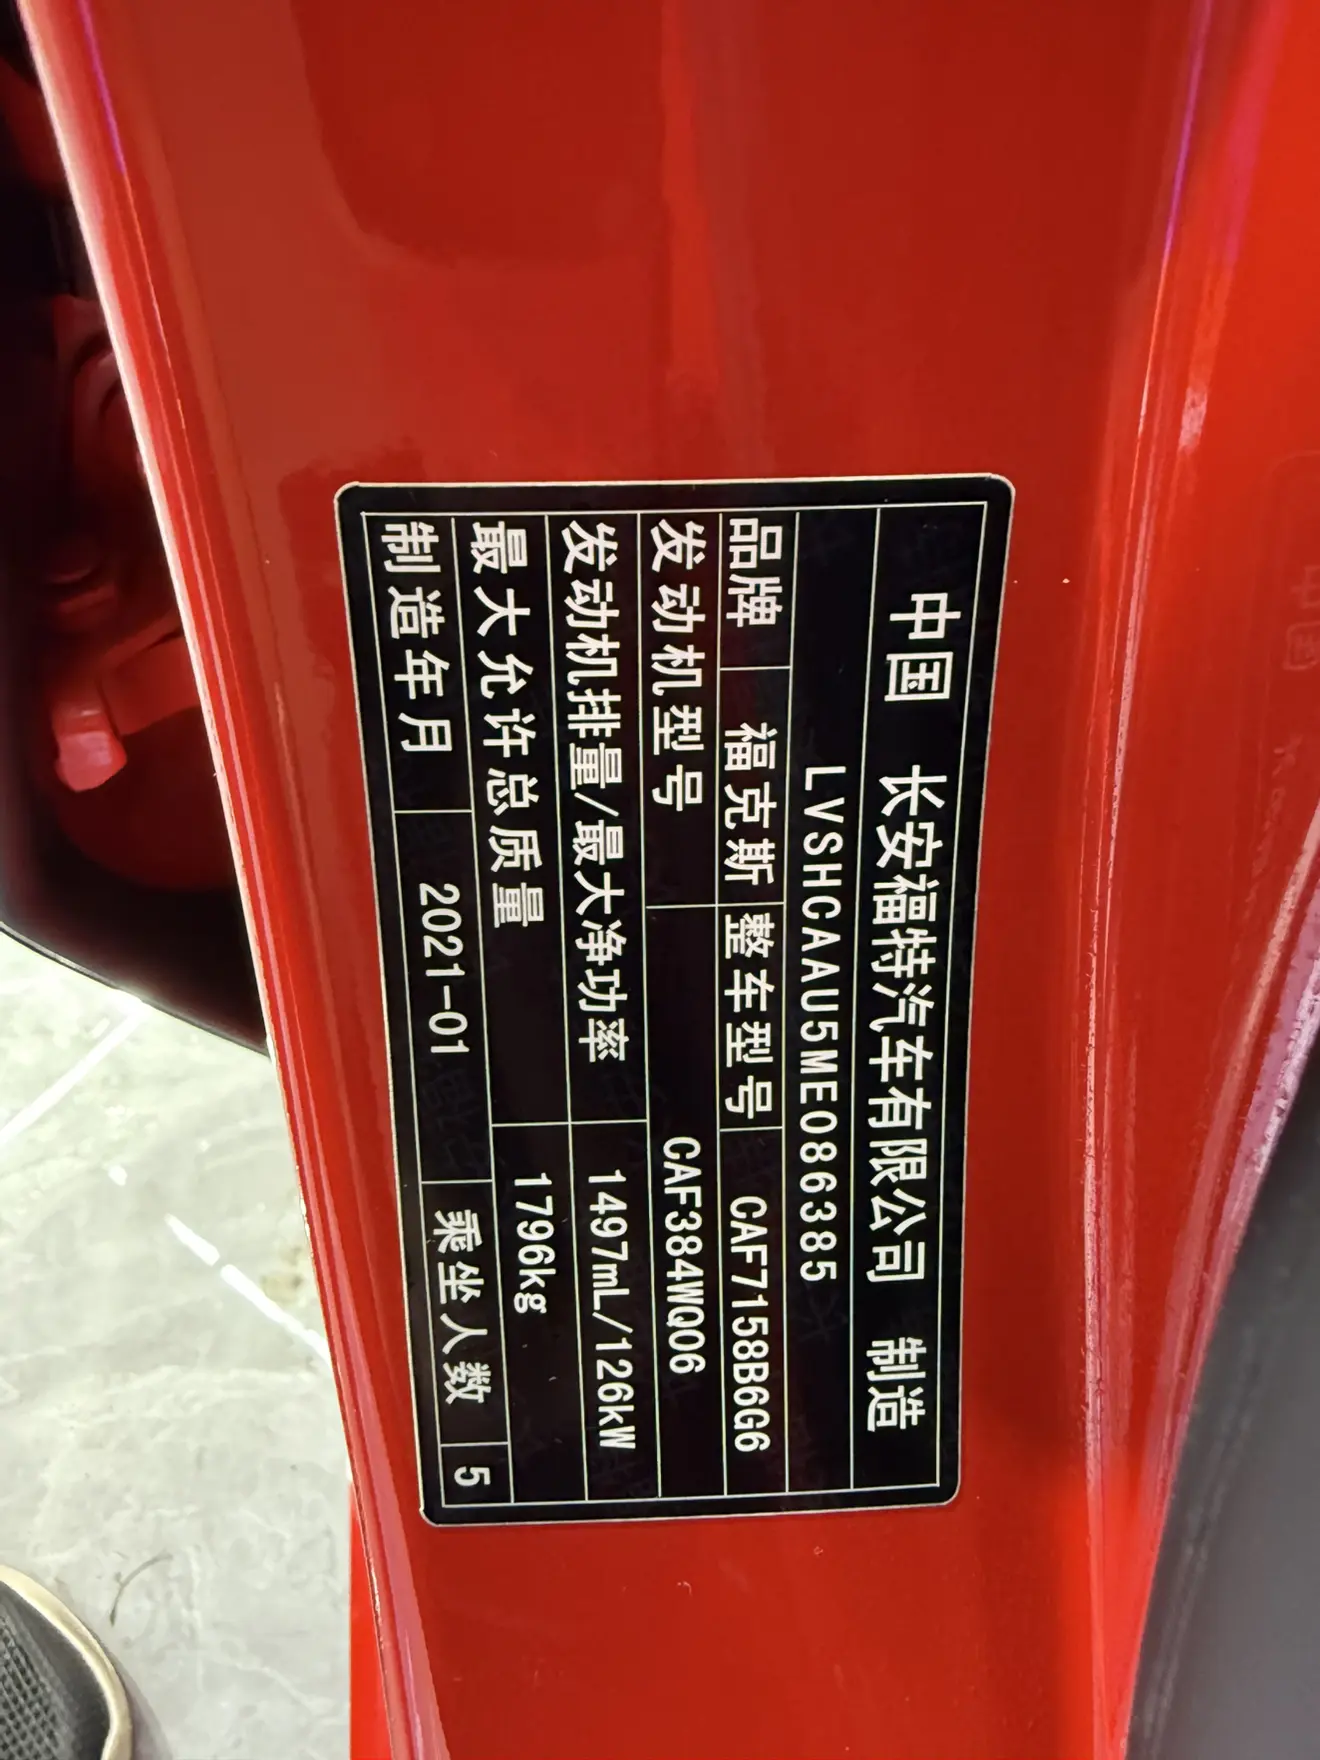 中国 长安福特汽车有限公司 制造
LVSHCAAU5ME086385
品牌 福克斯 整车型号 CAF7158B6G6
发动机型号 CAF384WQ06
发动机排量/最大净功率 1497mL/126kW
最大允许总质量 1796kg
制造年月 2021-01 乘坐人数 5